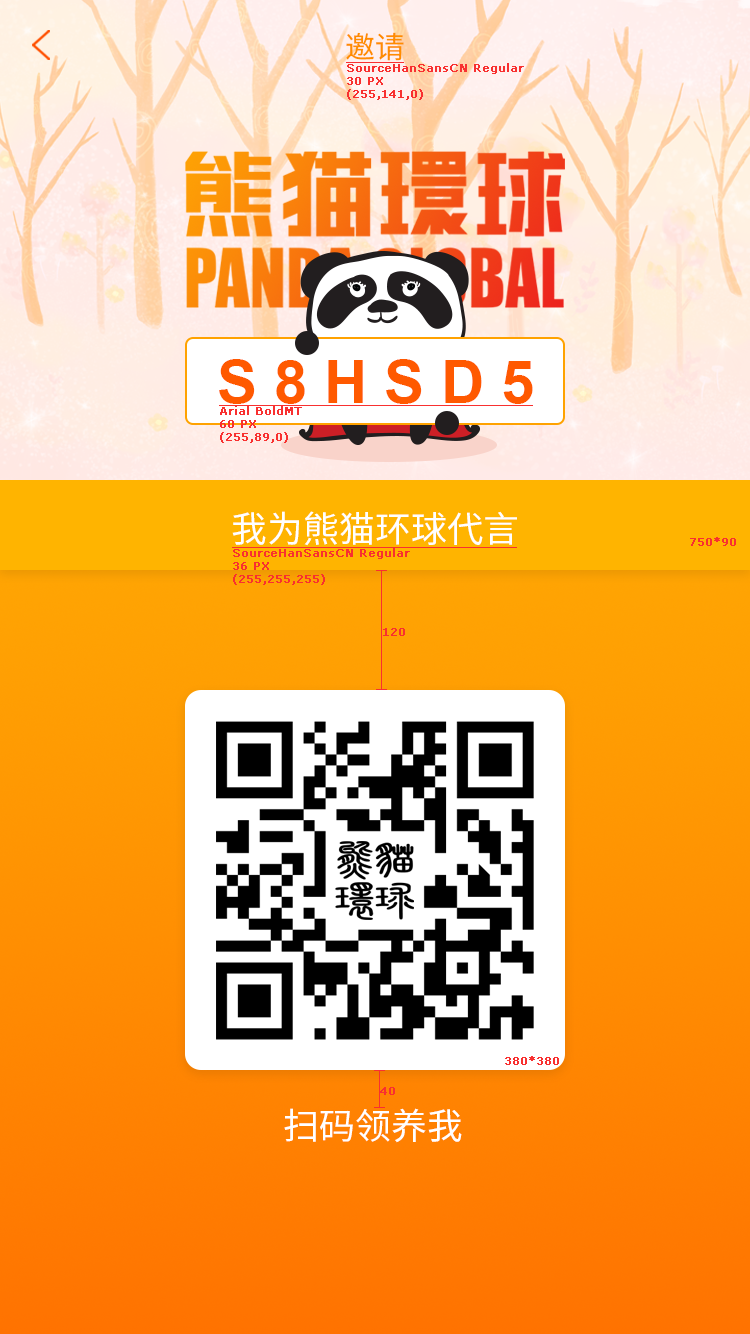 邀请
SourceHanSansCN Regular
30 PX
(255,141,0)
熊猫環球
PANDA GLOBAL
S8HSD5
Arial BoldMT
60 PX
(255,89,0)
我为熊猫环球代言
SourceHanSansCN Regular
36 PX
(255,255,255)
750*90
120
熊貓
環球
380*380
40
扫码领养我